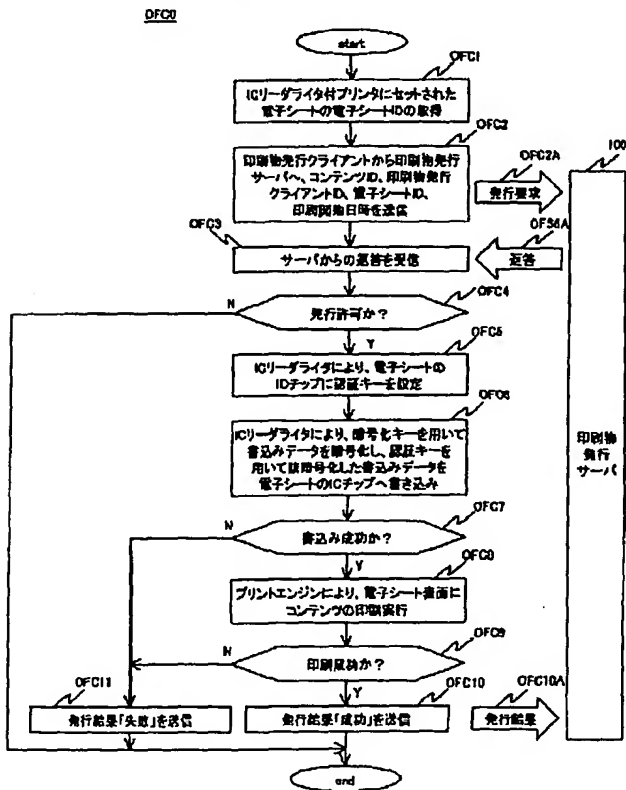 OFC0
start
OFC1
ICリーダライタ付プリンタにセットされた
電子シートの電子シートIDの取得
OFC2
印刷物発行クライアントから印刷物発行
サーバへ、コンテンツID、印刷物発行
クライアントID、電子シートID、
印刷開始日時を送信
OFC2A
発行要求
100
OFC3
サーバからの返答を受信
OFS6A
返答
OFC4
N
発行許可か?
Y
OFC5
ICリーダライタにより、電子シートの
IDチップに認証キーを設定
OFC6
ICリーダライタにより、暗号化キーを用いて
書込みデータを暗号化し、認証キーを
用いて該暗号化した書込みデータを
電子シートのICチップへ書き込み
印刷物
発行
サーバ
OFC7
N
書込み成功か?
Y
OFC8
プリントエンジンにより、電子シート表面に
コンテンツの印刷実行
OFC9
N
印刷成功か?
OFC11
Y
OFC10
OFC10A
発行結果「失敗」を送信
発行結果「成功」を送信
発行結果
end